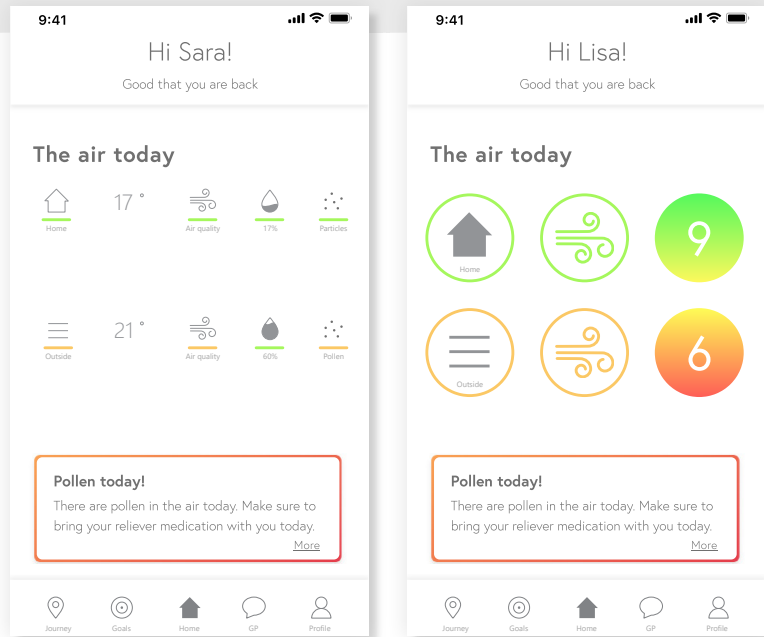 9:41
Hi Sara!
Good that you are back
The air today
17 °
Home
Air quality
17%
Particles
21 °
Outside
Air quality
60%
Pollen
Pollen today!
There are pollen in the air today. Make sure to
bring your reliever medication with you today.
More
Journey
Goals
Home
GP
Profile
9:41
Hi Lisa!
Good that you are back
The air today
Home
9
Outside
6
Pollen today!
There are pollen in the air today. Make sure to
bring your reliever medication with you today.
More
Journey
Goals
Home
GP
Profile